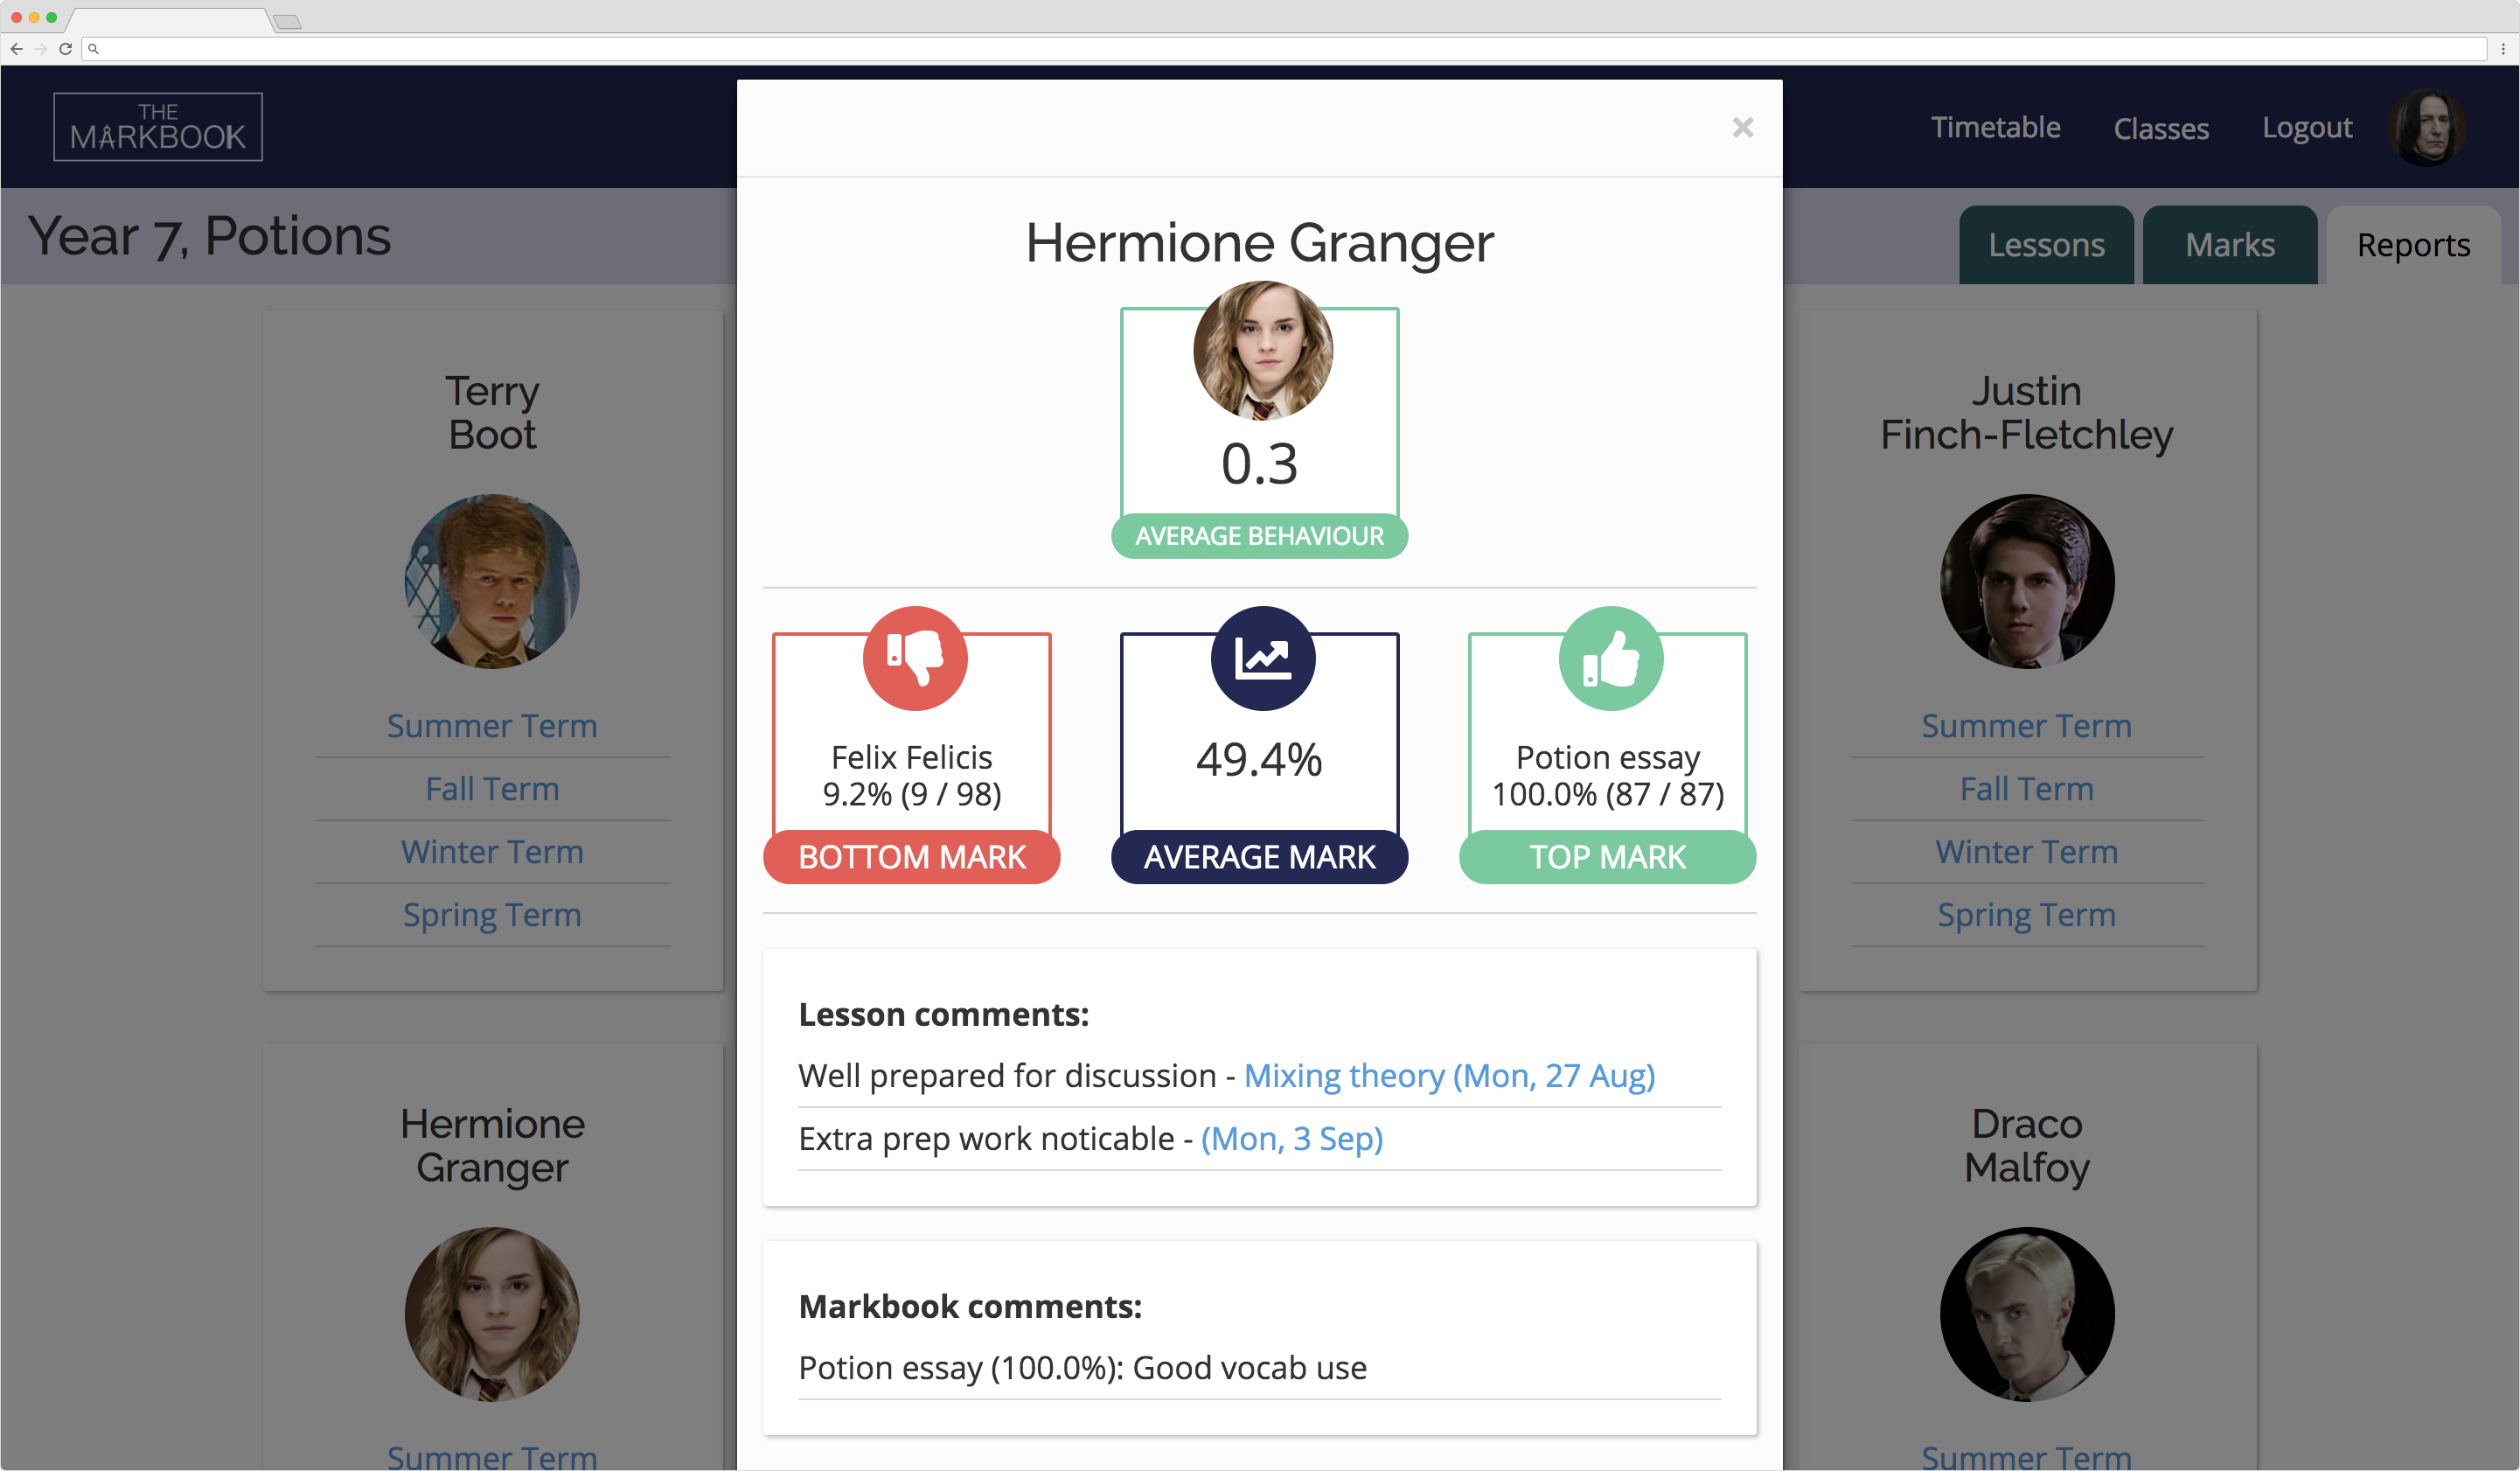 THE
MARKBOOK
Timetable
Classes
Logout
Year 7, Potions
Lessons
Marks
Reports
Terry
Boot
Summer Term
Fall Term
Winter Term
Spring Term
Hermione
Granger
Summer Term
×
Hermione Granger
0.3
AVERAGE BEHAVIOUR
Felix Felicis
9.2% (9 / 98)
BOTTOM MARK
49.4%
AVERAGE MARK
Potion essay
100.0% (87 / 87)
TOP MARK
Lesson comments:
Well prepared for discussion - Mixing theory (Mon, 27 Aug)
Extra prep work noticable - (Mon, 3 Sep)
Markbook comments:
Potion essay (100.0%): Good vocab use
Justin
Finch-Fletchley
Summer Term
Fall Term
Winter Term
Spring Term
Draco
Malfoy
Summer Term